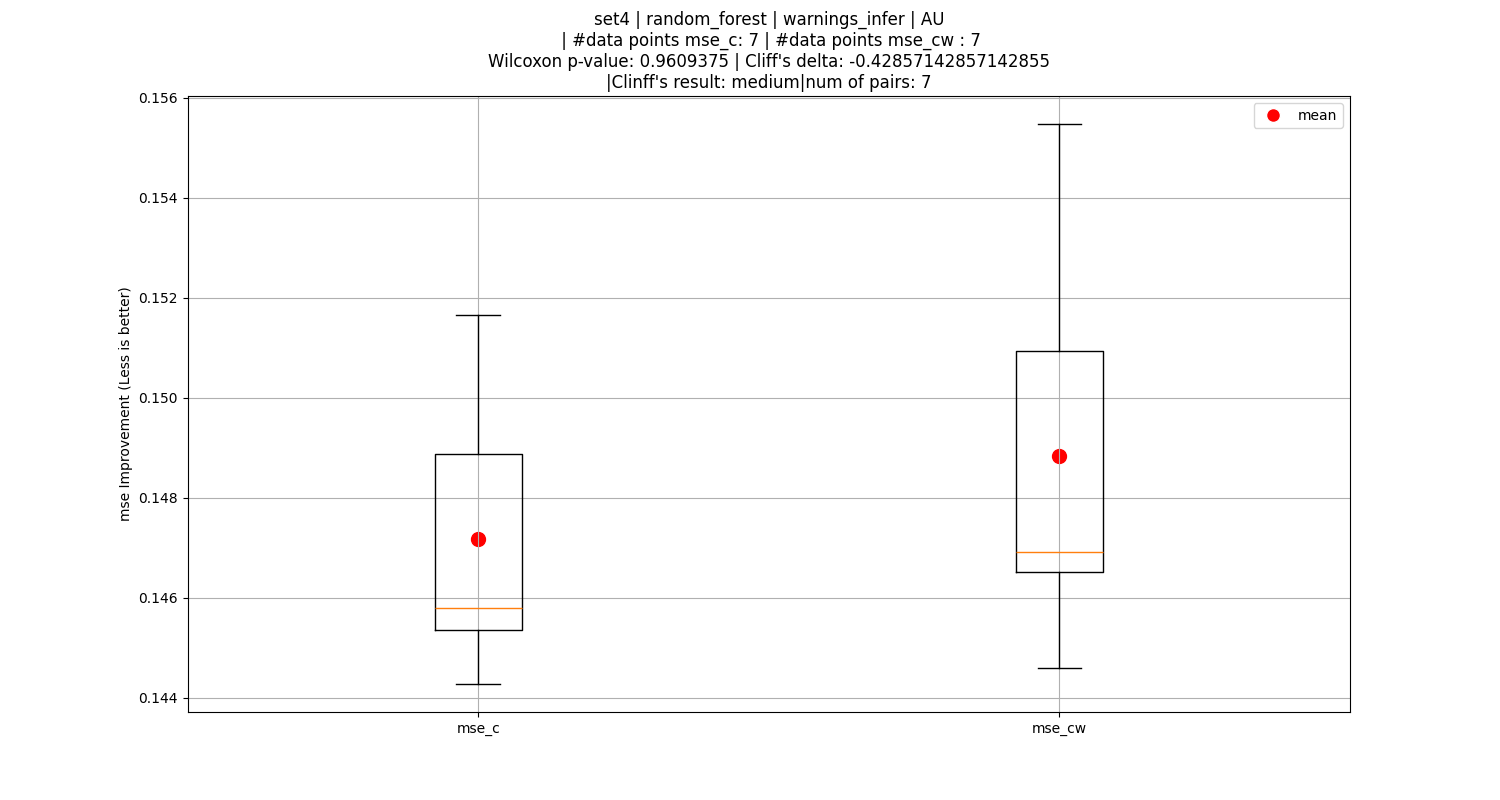 set4 | random_forest | warnings_infer | AU
| #data points mse_c: 7 | #data points mse_cw : 7
Wilcoxon p-value: 0.9609375 | Cliff's delta: -0.42857142857142855
|Clinff's result: medium|num of pairs: 7
mean
mse Improvement (Less is better)
0.156
0.154
0.152
0.150
0.148
0.146
0.144
mse_c
mse_cw